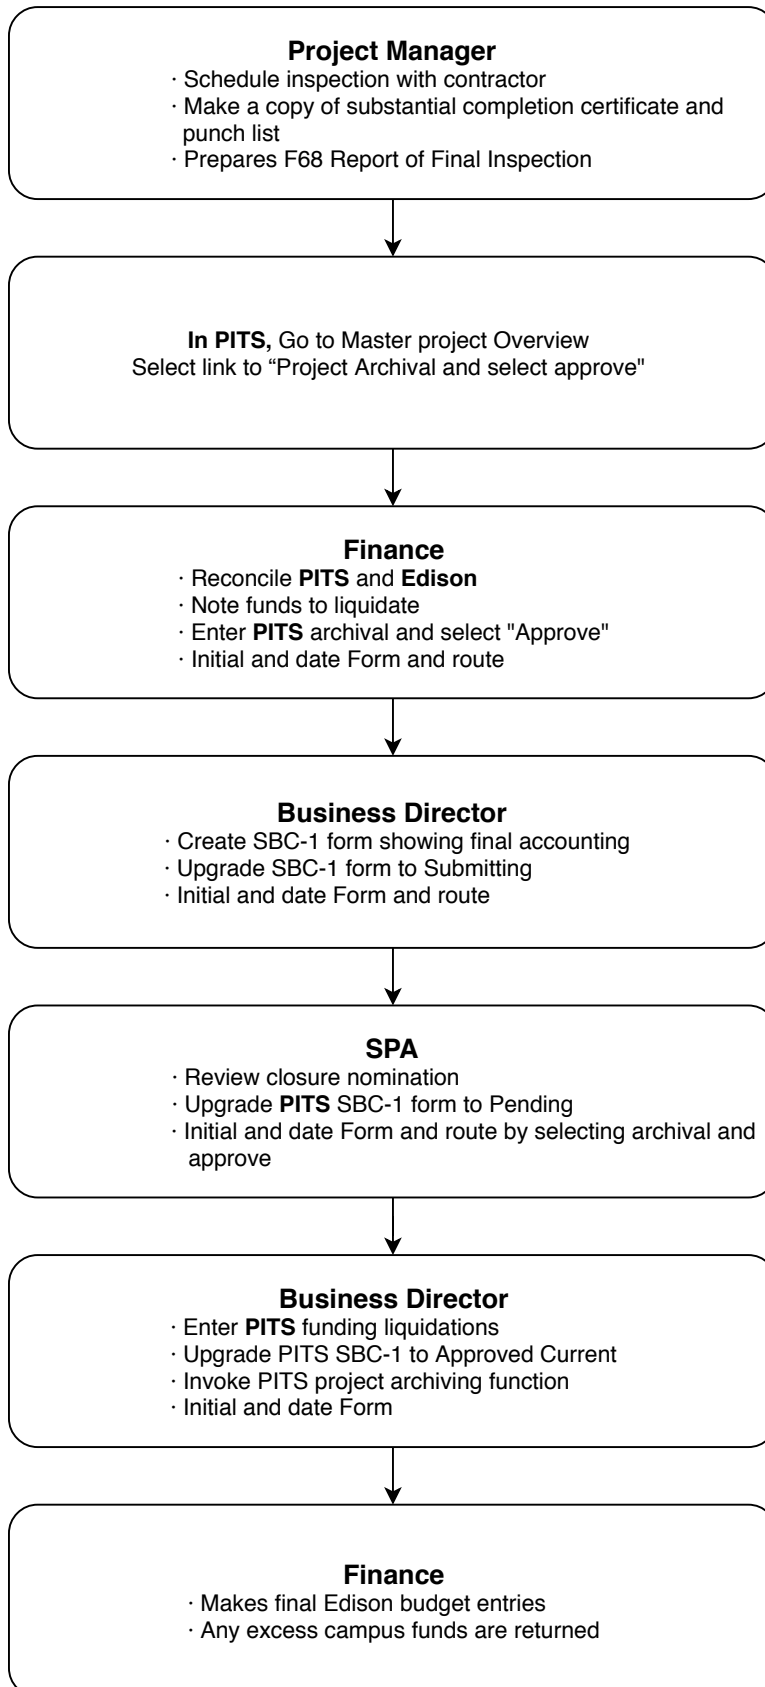 Project Manager
· Schedule inspection with contractor
· Make a copy of substantial completion certificate and
punch list
· Prepares F68 Report of Final Inspection
In PITS, Go to Master project Overview
Select link to “Project Archival and select approve"
Finance
· Reconcile PITS and Edison
· Note funds to liquidate
· Enter PITS archival and select "Approve"
· Initial and date Form and route
Business Director
· Create SBC-1 form showing final accounting
· Upgrade SBC-1 form to Submitting
· Initial and date Form and route
SPA
· Review closure nomination
· Upgrade PITS SBC-1 form to Pending
· Initial and date Form and route by selecting archival and
approve
Business Director
· Enter PITS funding liquidations
· Upgrade PITS SBC-1 to Approved Current
· Invoke PITS project archiving function
· Initial and date Form
Finance
· Makes final Edison budget entries
· Any excess campus funds are returned